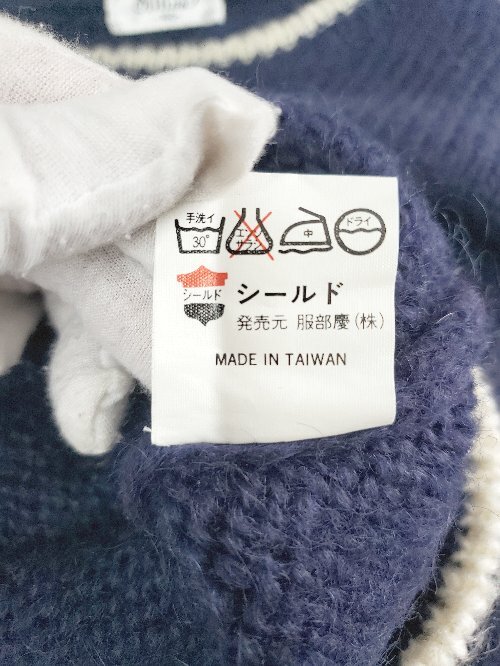 手洗イ
30°
エンソ
サラシ
中
ドライ
シールド
シールド
発売元 服部慶(株)
MADE IN TAIWAN